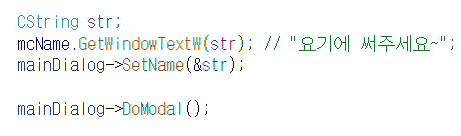 CString str;
mcName.GetWindowTextW(str); // "요기에 써주세요~";
mainDialog->SetName(&str);
mainDialog->DoModal();